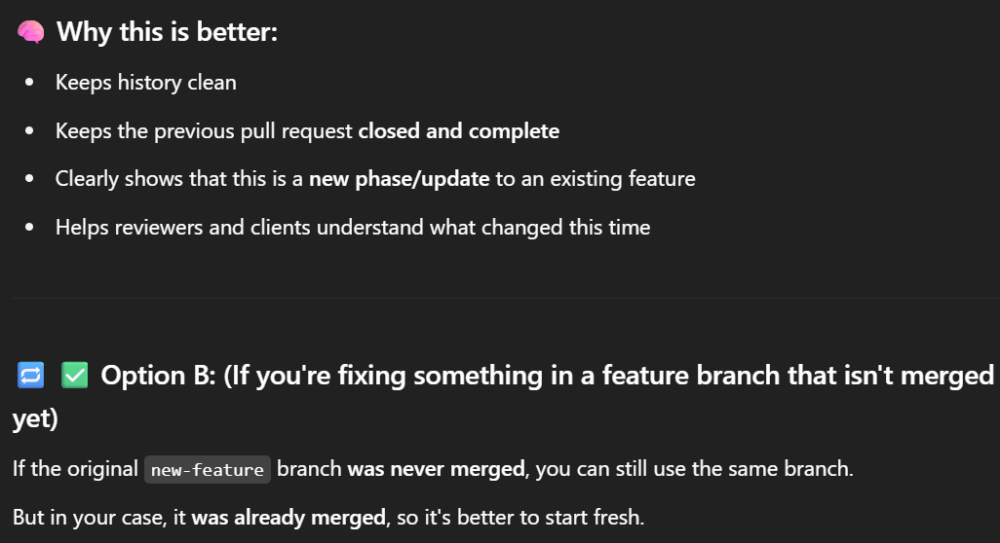 🧠 Why this is better:
• Keeps history clean
• Keeps the previous pull request closed and complete
• Clearly shows that this is a new phase/update to an existing feature
• Helps reviewers and clients understand what changed this time
🔁 ✅ Option B: (If you're fixing something in a feature branch that isn't merged
yet)
If the original new-feature branch was never merged, you can still use the same branch.
But in your case, it was already merged, so it's better to start fresh.